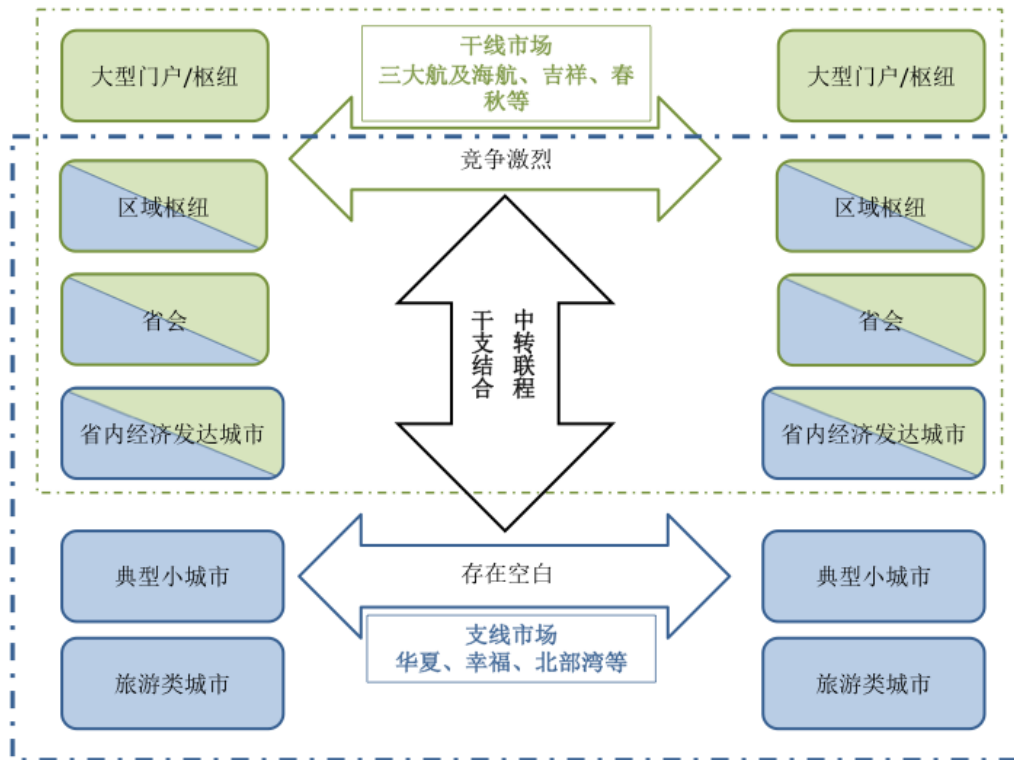 干线市场
三大航及海航、吉祥、春
秋等
大型门户/枢纽
大型门户/枢纽
竞争激烈
区域枢纽
区域枢纽
省会
省会
干支结合
中转联程
省内经济发达城市
省内经济发达城市
典型小城市
存在空白
典型小城市
支线市场
华夏、幸福、北部湾等
旅游类城市
旅游类城市